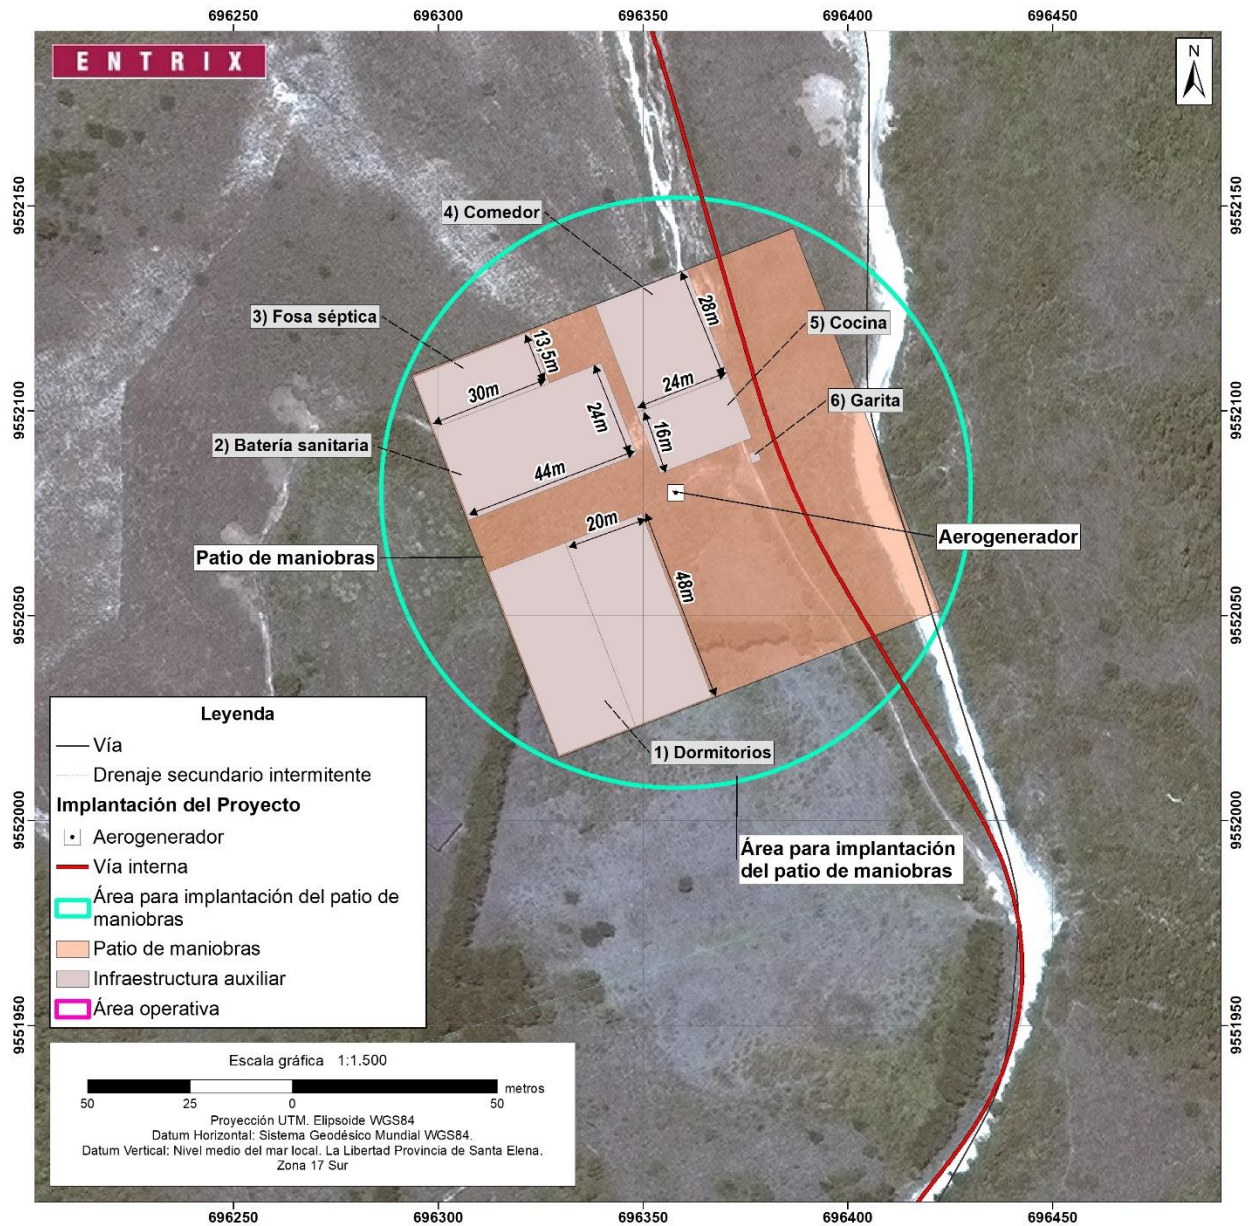 696250 696300 696350 696400 696450
ENTRIX
N
9552150
9552150
4) Comedor
3) Fosa séptica
28m
13,5m
5) Cocina
30m
24m
6) Garita
9552100
9552100
24m
16m
2) Batería sanitaria
44m
20m
Aerogenerador
Patio de maniobras
48m
9552050
9552050
1) Dormitorios
Área para implantación
del patio de maniobras
9552000
9552000
Leyenda
Vía
Drenaje secundario intermitente
Implantación del Proyecto
Aerogenerador
Vía interna
Área para implantación del patio de
maniobras
Patio de maniobras
Infraestructura auxiliar
Área operativa
9551950
9551950
Escala gráfica 1:1.500
metros
50 25 0 50
Proyección UTM. Elipsoide WGS84
Datum Horizontal: Sistema Geodésico Mundial WGS84.
Datum Vertical: Nivel medio del mar local. La Libertad Provincia de Santa Elena.
Zona 17 Sur
696250 696300 696350 696400 696450